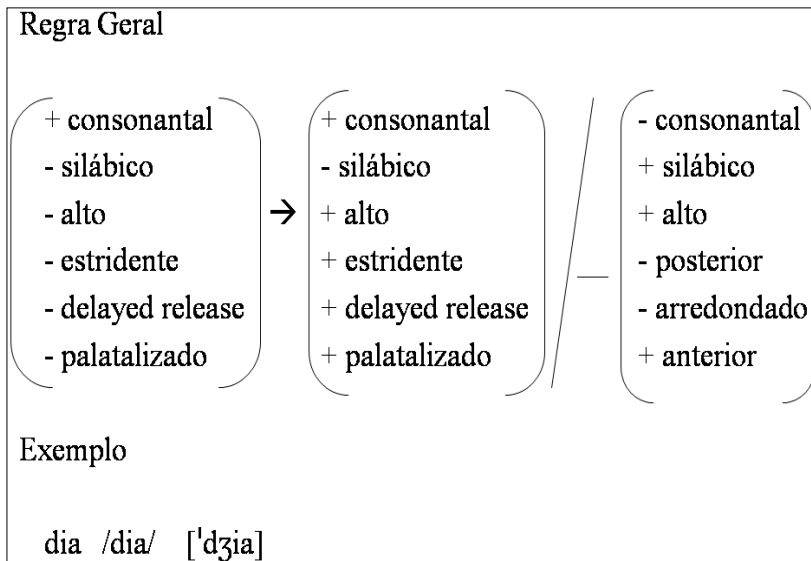 Regra Geral
+ consonantal + consonantal - consonantal
- silábico - silábico + silábico
- alto + alto + alto
- estridente → + estridente / __ - posterior
- delayed release + delayed release - arredondado
- palatalizado + palatalizado + anterior
Exemplo
dia /dia/ [ˈdʒia]